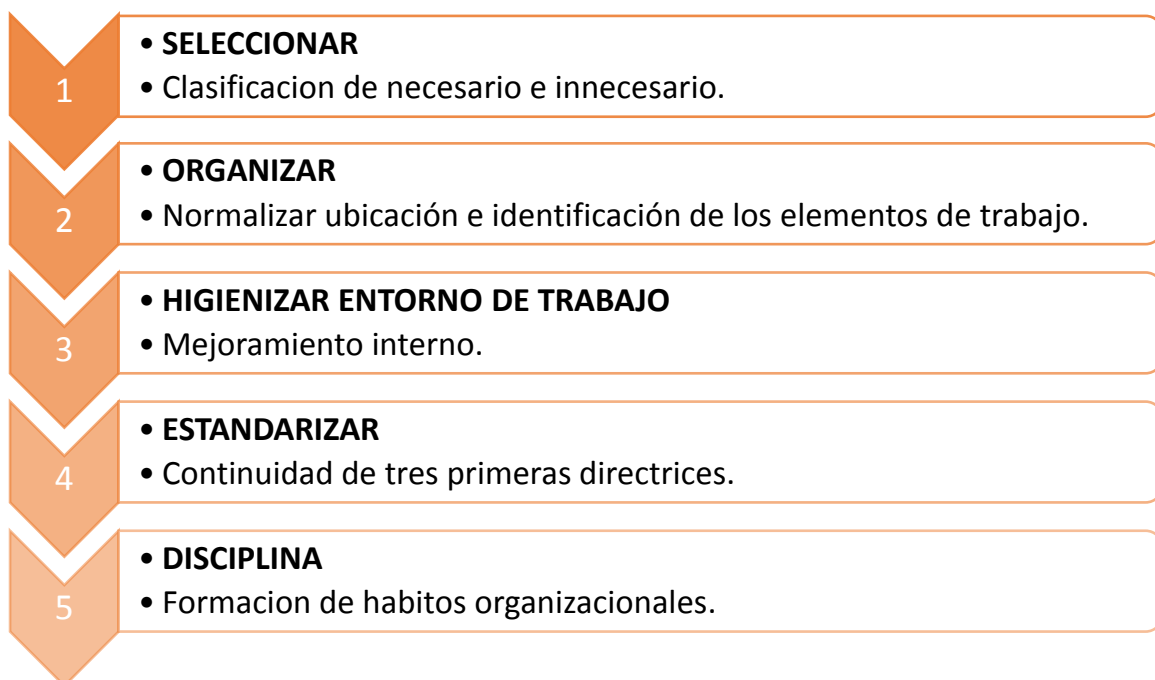 1
• SELECCIONAR
• Clasificacion de necesario e innecesario.
2
• ORGANIZAR
• Normalizar ubicación e identificación de los elementos de trabajo.
3
• HIGIENIZAR ENTORNO DE TRABAJO
• Mejoramiento interno.
4
• ESTANDARIZAR
• Continuidad de tres primeras directrices.
5
• DISCIPLINA
• Formacion de habitos organizacionales.